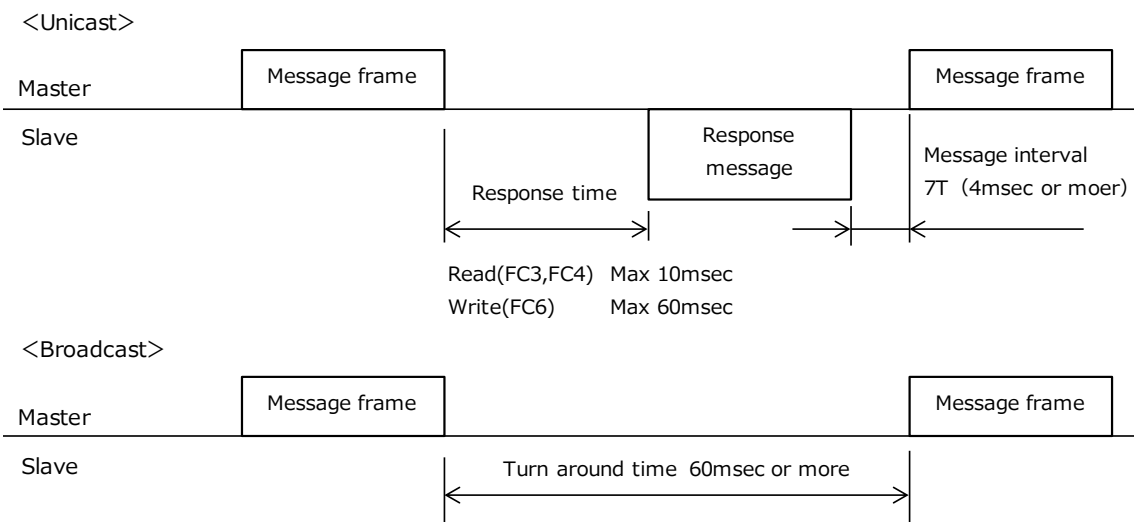 ＜Unicast＞
Message frame
Message frame
Master
Slave
Response
message
Message interval
7T（4msec or moer）
Response time
Read(FC3,FC4) Max 10msec
Write(FC6) Max 60msec
＜Broadcast＞
Message frame
Message frame
Master
Slave
Turn around time 60msec or more